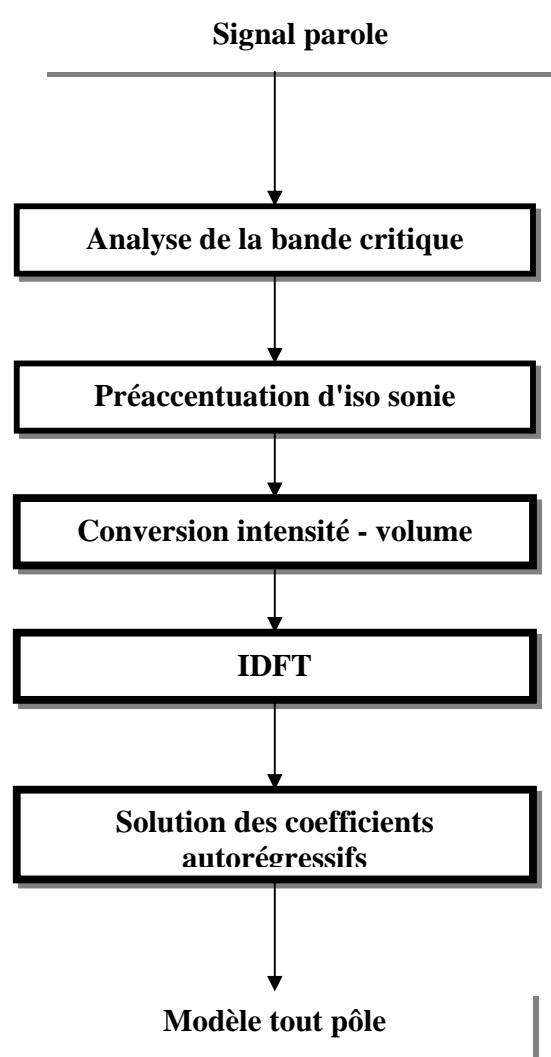 Signal parole
Analyse de la bande critique
Préaccentuation d'iso sonie
Conversion intensité - volume
IDFT
Solution des coefficients
autorégressifs
Modèle tout pôle